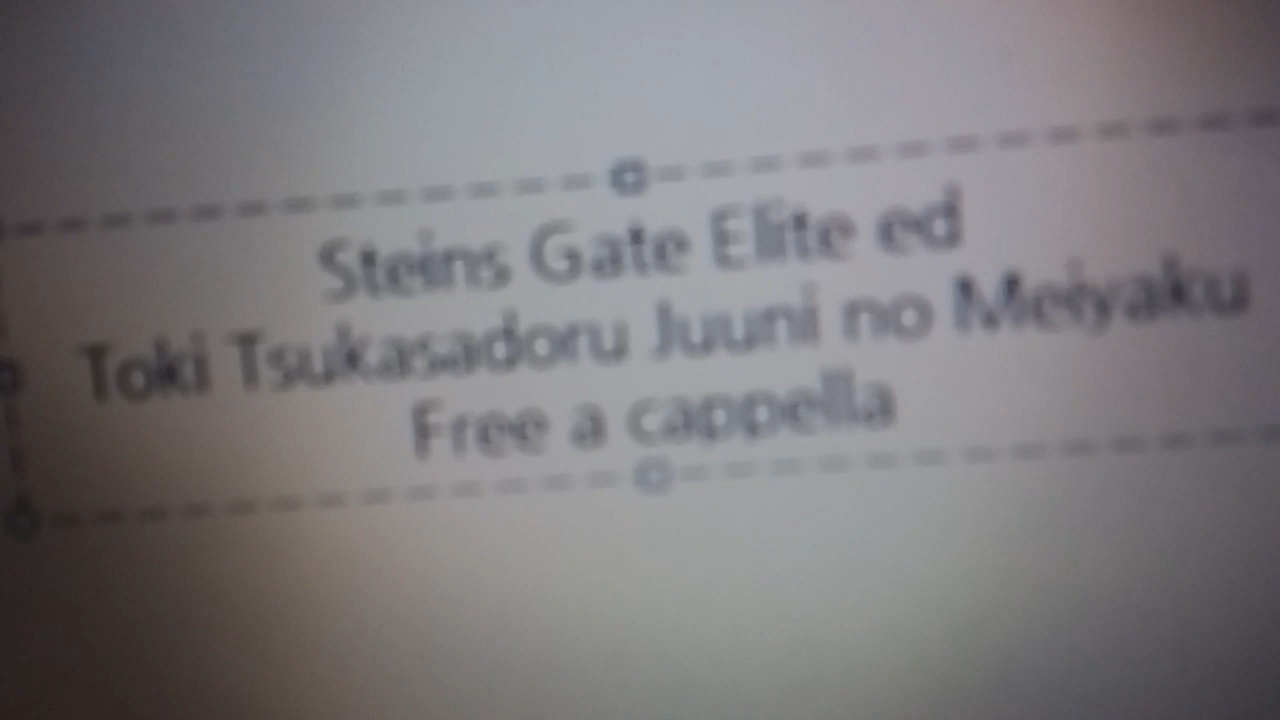 Steins Gate Elite ed
Toki Tsukasadoru Juuni no Meiyaku
Free a cappella